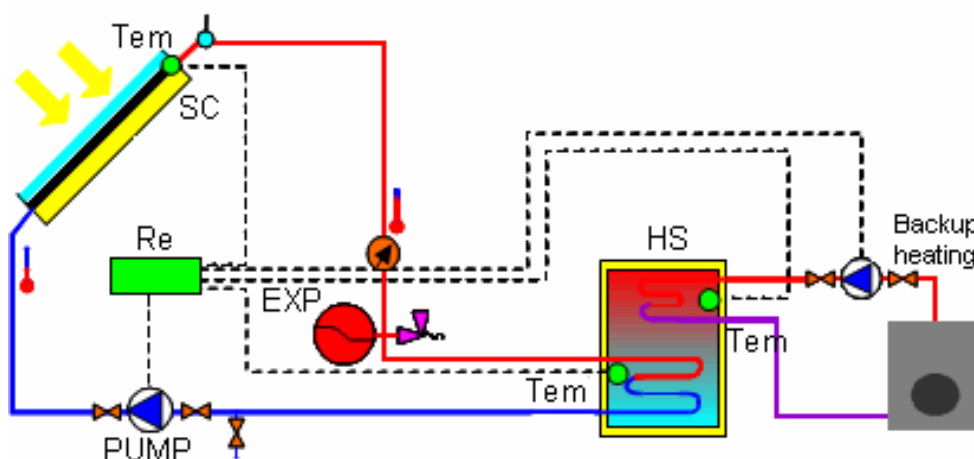 Tem
SC
Re
HS
Backup
heating
EXP
Tem
Tem
PUMP